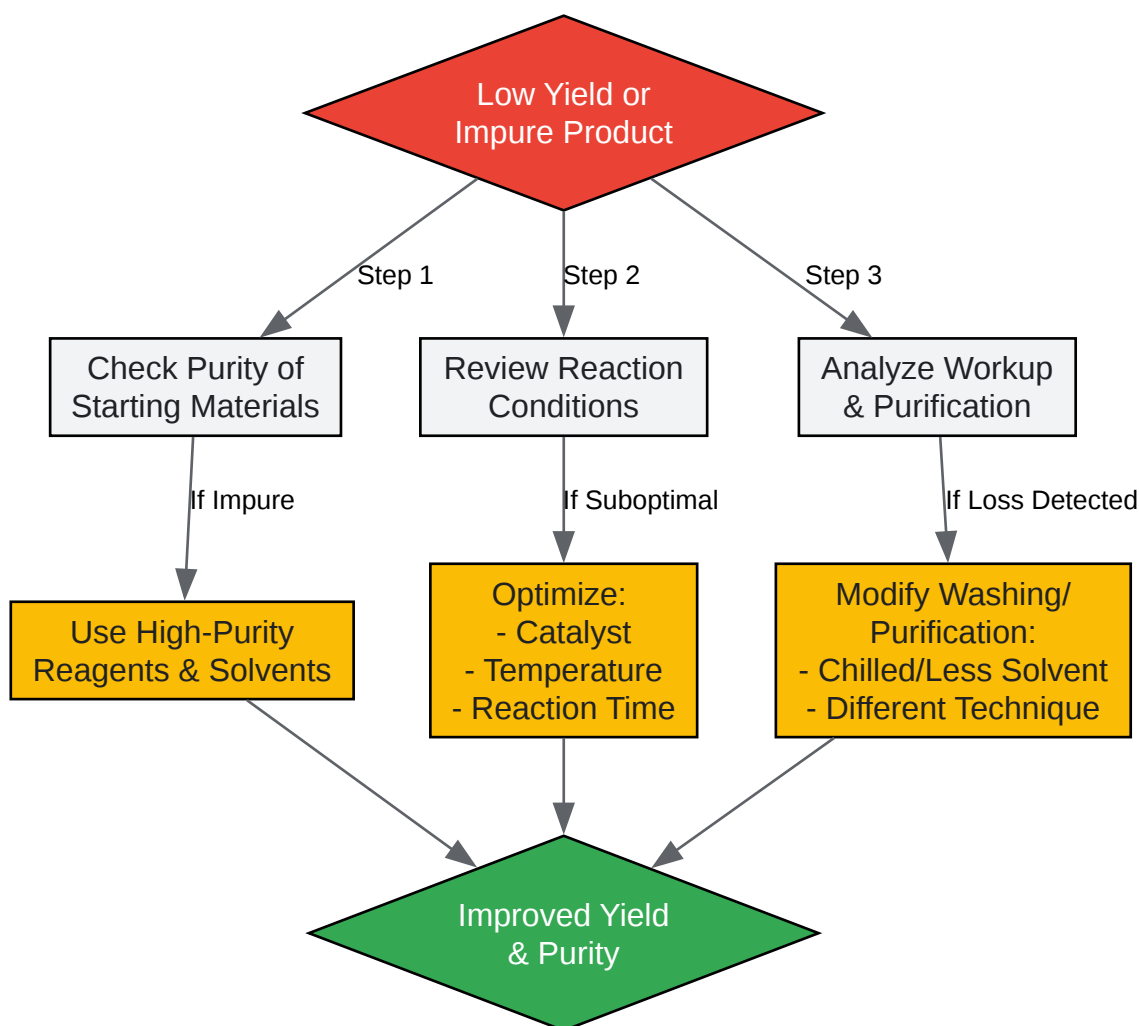 Low Yield or
Impure Product
Step 1
Step 2
Step 3
Check Purity of
Starting Materials
Review Reaction
Conditions
Analyze Workup
& Purification
If Impure
If Suboptimal
If Loss Detected
Use High-Purity
Reagents & Solvents
Optimize:
- Catalyst
- Temperature
- Reaction Time
Modify Washing/
Purification:
- Chilled/Less Solvent
- Different Technique
Improved Yield
& Purity